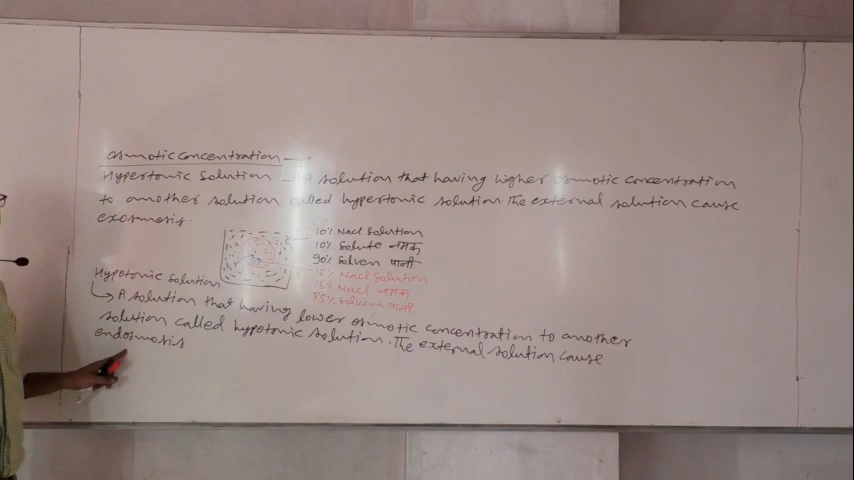 osmotic concentration →
Hypertonic Solution - A solution that having higher osmotic concentration
to another solution called hypertonic solution. The external solution cause
exosmosis.
10% Nacl Solution
10% Solute नमक
90% Solven पानी
15% Nacl Solution
15% Nacl नमक
85% Solven पानी
Hypotonic Solution
→ A solution that having lower osmotic concentration to another
solution called hypotonic solution. The external solution cause
endosmosis